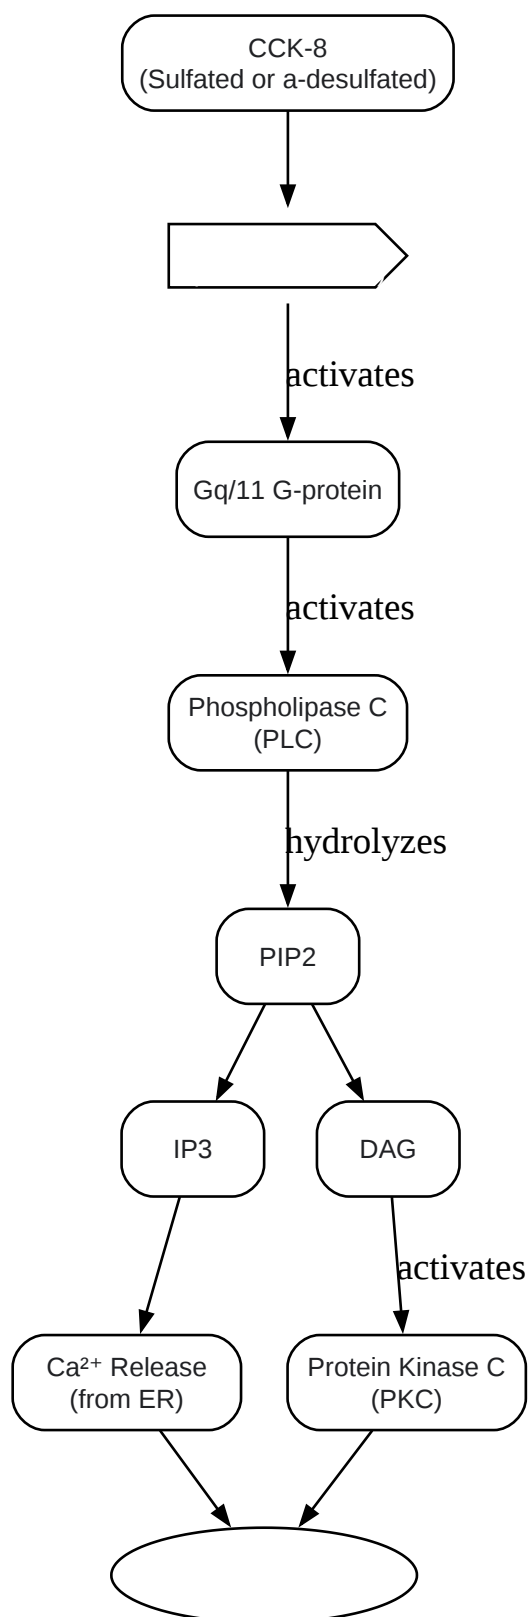 CCK-8
(Sulfated or a-desulfated)
activates
Gq/11 G-protein
activates
Phospholipase C
(PLC)
hydrolyzes
PIP2
IP3
DAG
activates
Ca²⁺ Release
(from ER)
Protein Kinase C
(PKC)